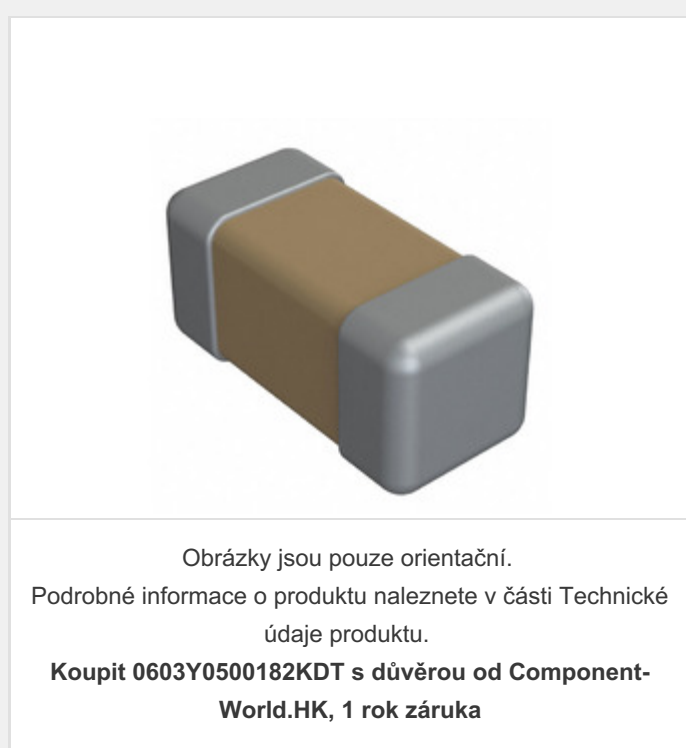 Obrázky jsou pouze orientační.
Podrobné informace o produktu naleznete v části Technické
údaje produktu.
Koupit 0603Y0500182KDT s důvěrou od Component-
World.HK, 1 rok záruka